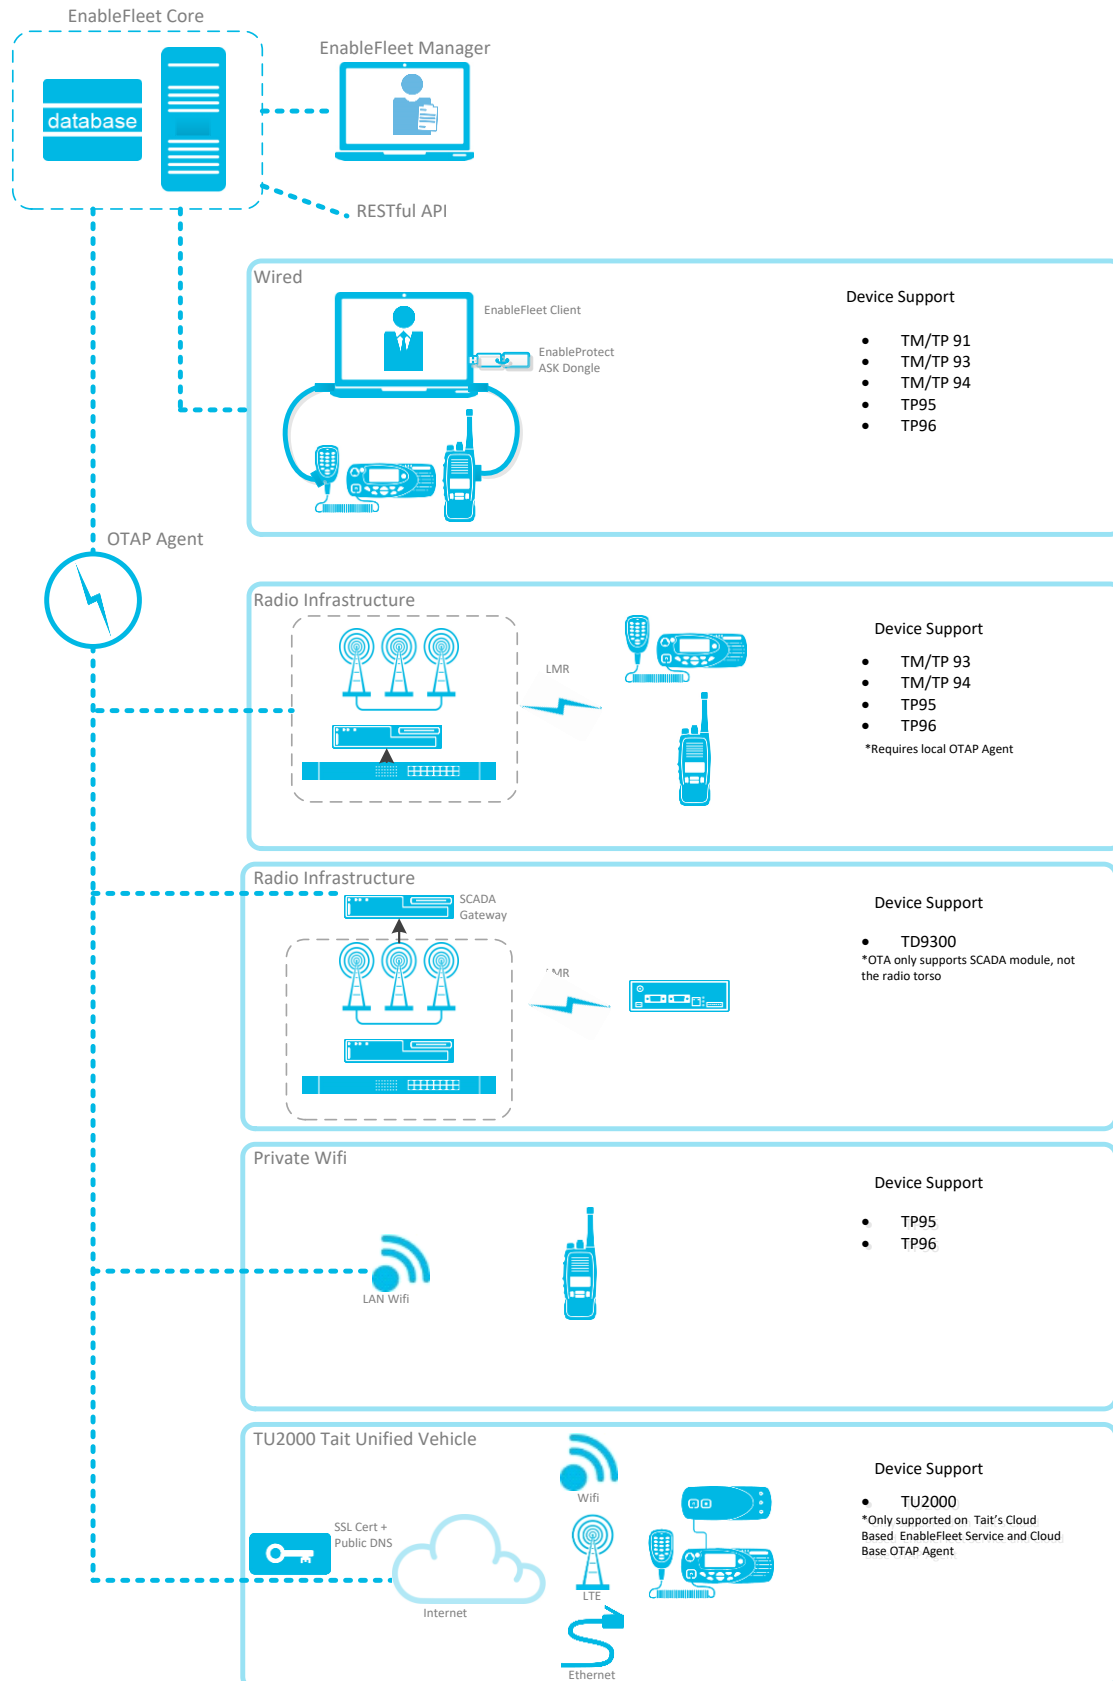 EnableFleet Core
EnableFleet Manager
database
RESTful API
Wired
EnableFleet Client
EnableProtect
ASK Dongle
Device Support
• TM/TP 91
• TM/TP 93
• TM/TP 94
• TP95
• TP96
OTAP Agent
Radio Infrastructure
LMR
Device Support
• TM/TP 93
• TM/TP 94
• TP95
• TP96
*Requires local OTAP Agent
Radio Infrastructure
SCADA
Gateway
LMR
Device Support
• TD9300
*OTA only supports SCADA module, not
the radio torso
Private Wifi
LAN Wifi
Device Support
• TP95
• TP96
TU2000 Tait Unified Vehicle
SSL Cert +
Public DNS
Internet
Wifi
LTE
Ethernet
Device Support
• TU2000
*Only supported on Tait's Cloud
Based EnableFleet Service and Cloud
Base OTAP Agent